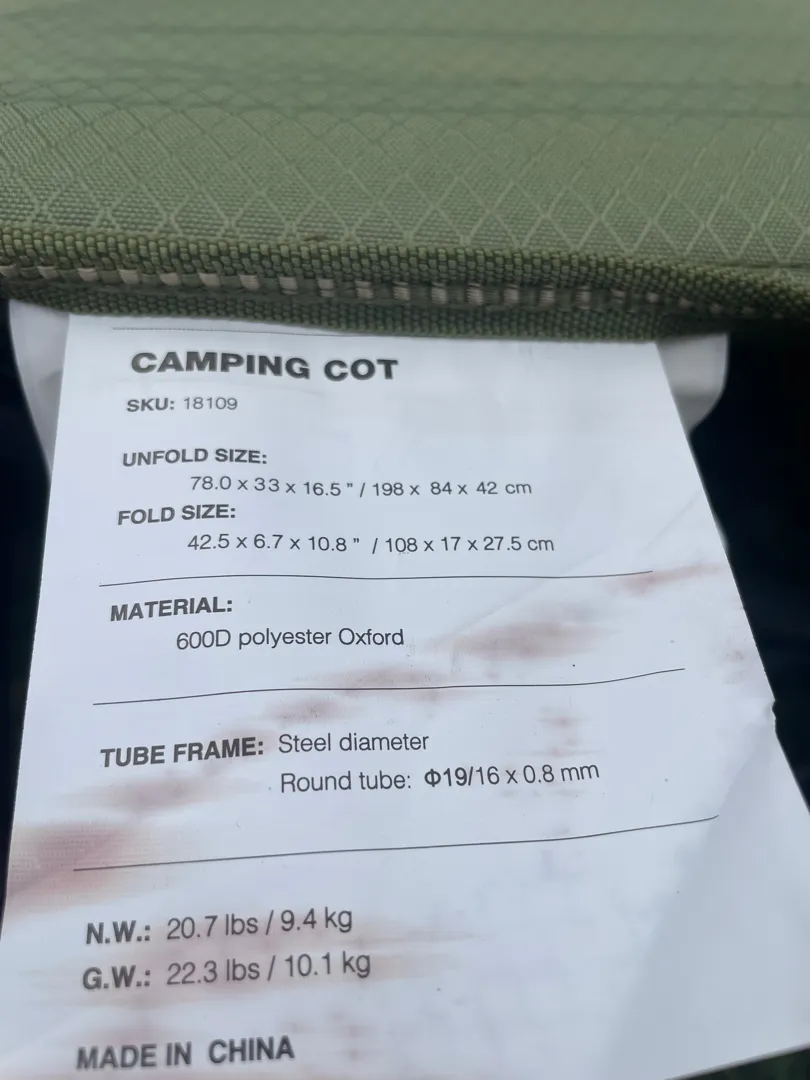 CAMPING COT
SKU: 18109
UNFOLD SIZE:
78.0 x 33 x 16.5 " / 198 x 84 x 42 cm
FOLD SIZE:
42.5 x 6.7 x 10.8 " / 108 x 17 x 27.5 cm
MATERIAL:
600D polyester Oxford
TUBE FRAME: Steel diameter
Round tube: Φ19/16 x 0.8 mm
N.W.: 20.7 lbs / 9.4 kg
G.W.: 22.3 lbs / 10.1 kg
MADE IN CHINA